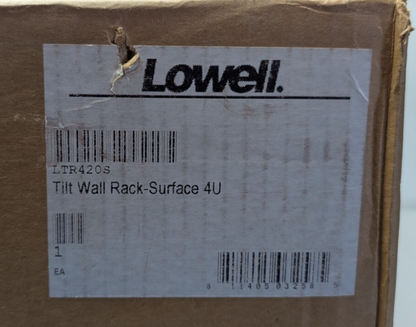 Lowell.
LTR420S
Tilt Wall Rack-Surface 4U
1
EA